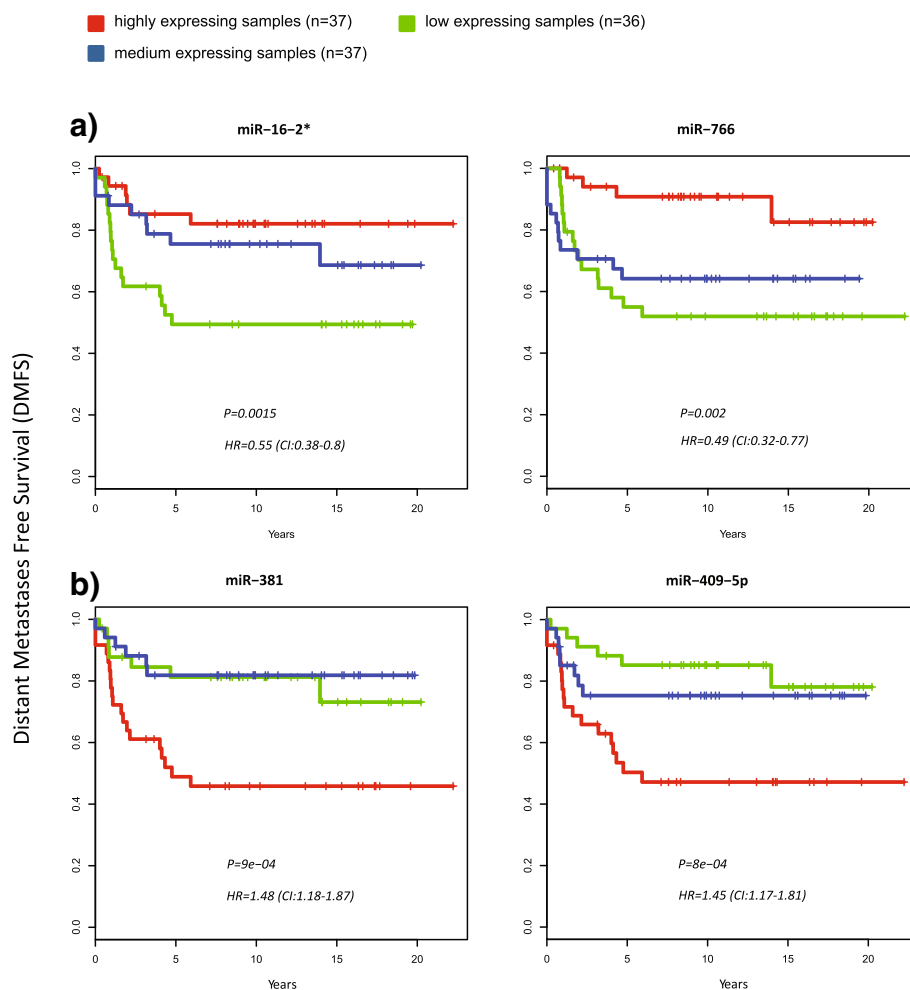 highly expressing samples (n=37)
low expressing samples (n=36)
medium expressing samples (n=37)
Distant Metastases Free Survival (DMFS)
a)
miR−16−2*
1.0
0.8
0.6
0.4
0.2
0.0
P=0.0015
HR=0.55 (CI:0.38-0.8)
0 5 10 15 20
Years
miR−766
1.0
0.8
0.6
0.4
0.2
0.0
P=0.002
HR=0.49 (CI:0.32-0.77)
0 5 10 15 20
Years
b)
miR−381
1.0
0.8
0.6
0.4
0.2
0.0
P=9e−04
HR=1.48 (CI:1.18-1.87)
0 5 10 15 20
Years
miR−409−5p
1.0
0.8
0.6
0.4
0.2
0.0
P=8e−04
HR=1.45 (CI:1.17-1.81)
0 5 10 15 20
Years